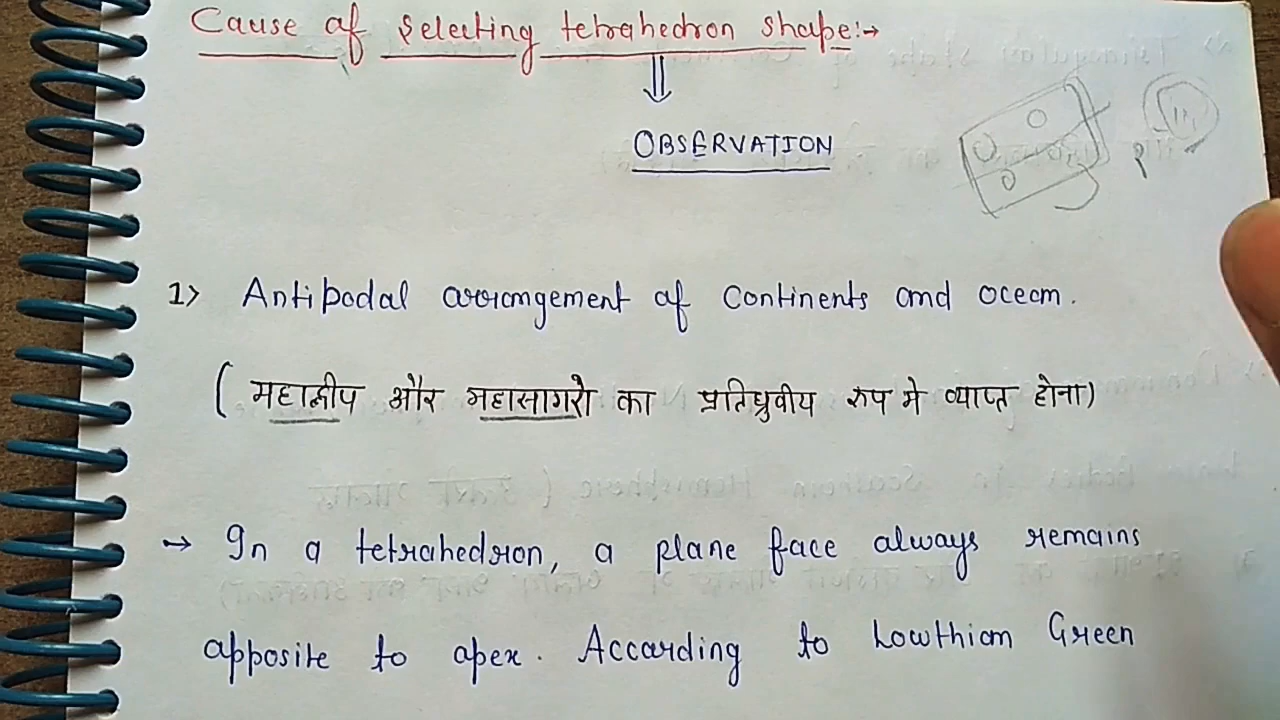 Cause of selecting tetrahedron shape:→
OBSERVATION
1> Antipodal arrangement of continents and ocean.
(महाद्वीप और महासागरो का प्रतिध्रुवीय रूप मे व्याप्त होना)
→ In a tetrahedron, a plane face always remains
opposite to apex. According to Lowthian Green